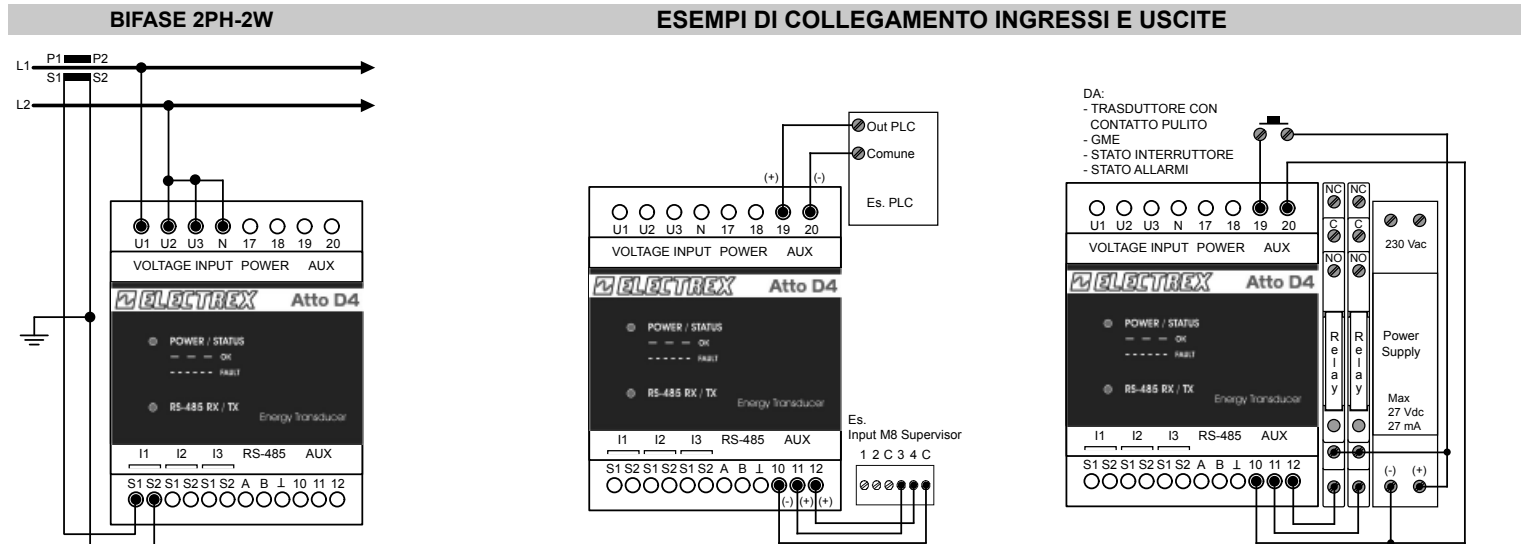 BIFASE 2PH-2W
ESEMPI DI COLLEGAMENTO INGRESSI E USCITE
L1
P1
P2
S1
S2
L2
U1 U2 U3 N 17 18 19 20
VOLTAGE INPUT POWER AUX
ELECTREX Atto D4
POWER / STATUS
OK
FAULT
RS-485 RX / TX
Energy Transducer
I1 I2 I3 RS-485 AUX
S1 S2 S1 S2 S1 S2 A B ⊥ 10 11 12
Out PLC
Comune
(+) (-)
Es. PLC
U1 U2 U3 N 17 18 19 20
VOLTAGE INPUT POWER AUX
ELECTREX Atto D4
POWER / STATUS
OK
FAULT
RS-485 RX / TX
Energy Transducer
Es.
Input M8 Supervisor
1 2 C 3 4 C
I1 I2 I3 RS-485 AUX
S1 S2 S1 S2 S1 S2 A B ⊥ 10 11 12
(-) (+) (+)
DA:
- TRASDUTTORE CON
CONTATTO PULITO
- GME
- STATO INTERRUTTORE
- STATO ALLARMI
U1 U2 U3 N 17 18 19 20
VOLTAGE INPUT POWER AUX
ELECTREX Atto D4
POWER / STATUS
OK
FAULT
RS-485 RX / TX
Energy Transducer
I1 I2 I3 RS-485 AUX
S1 S2 S1 S2 S1 S2 A B ⊥ 10 11 12
NC NC
C C
NO NO
Relay
Relay
230 Vac
Power
Supply
Max
27 Vdc
27 mA
(-) (+)